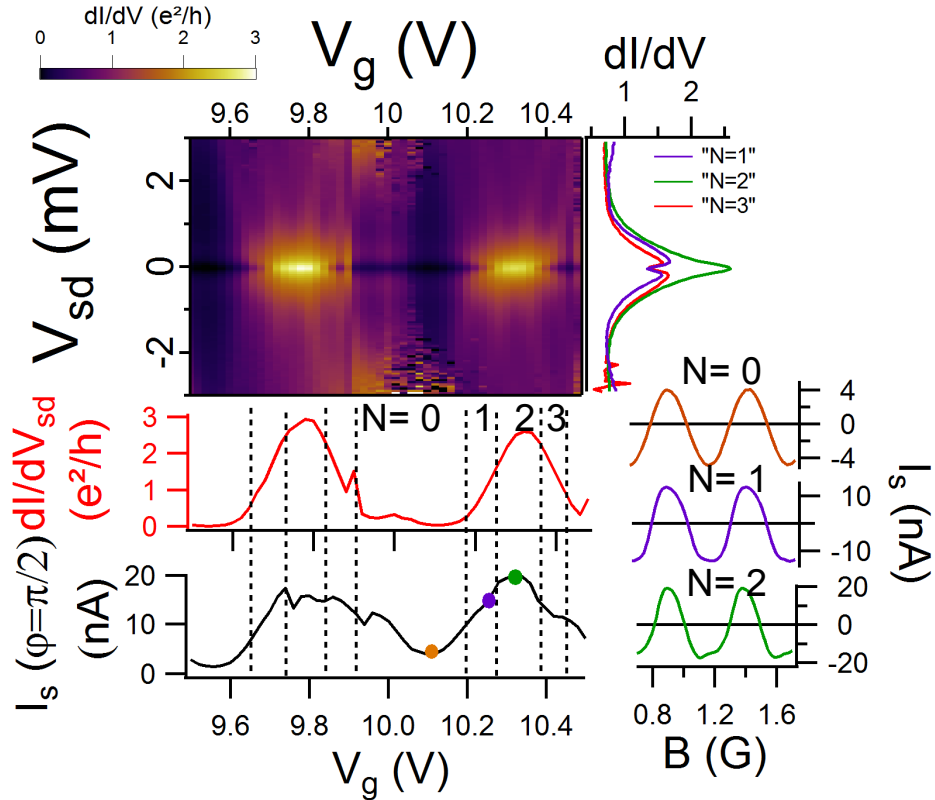 dI/dV (e²/h)
0 1 2 3
V_g (V)
9.6 9.8 10 10.2 10.4
dI/dV
1 2
V_sd (mV)
2
0
-2
"N=1"
"N=2"
"N=3"
dI/dV_sd
(e²/h)
3
2
1
0
N= 0 1 2 3
I_s (φ=π/2)
(nA)
20
10
0
9.6 9.8 10.0 10.2 10.4
V_g (V)
N= 0
4
0
-4
N= 1
10
0
-10
N= 2
20
0
-20
I_s (nA)
0.8 1.2 1.6
B (G)